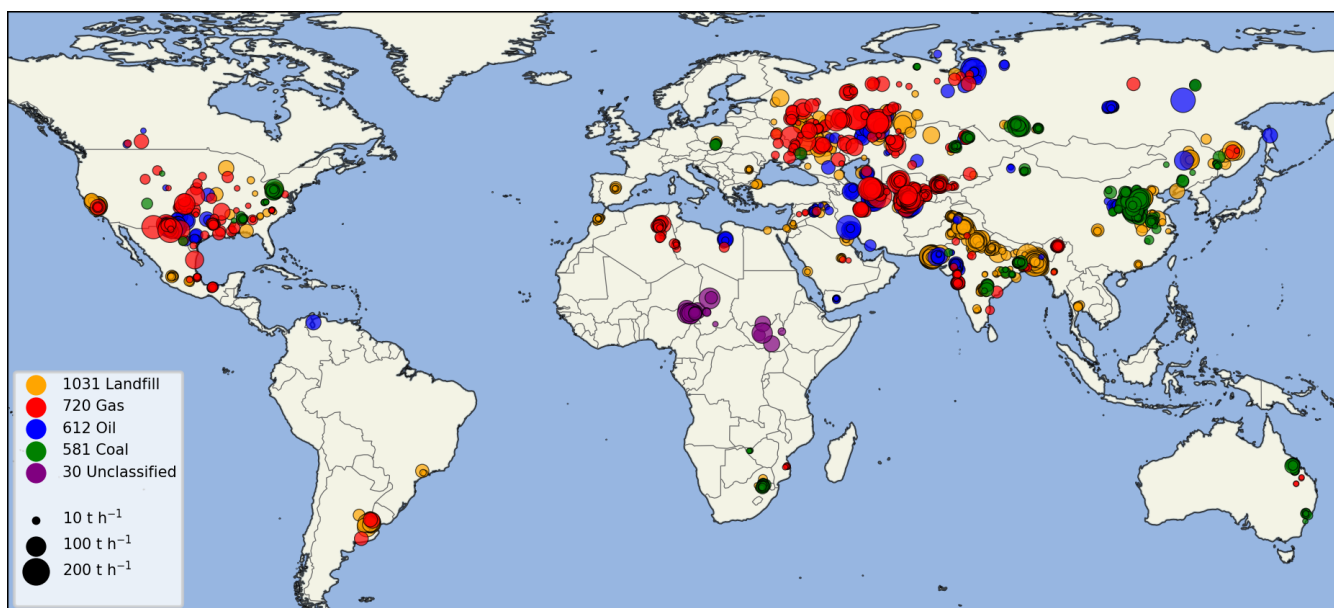 1031 Landfill
720 Gas
612 Oil
581 Coal
30 Unclassified
10 t h⁻¹
100 t h⁻¹
200 t h⁻¹